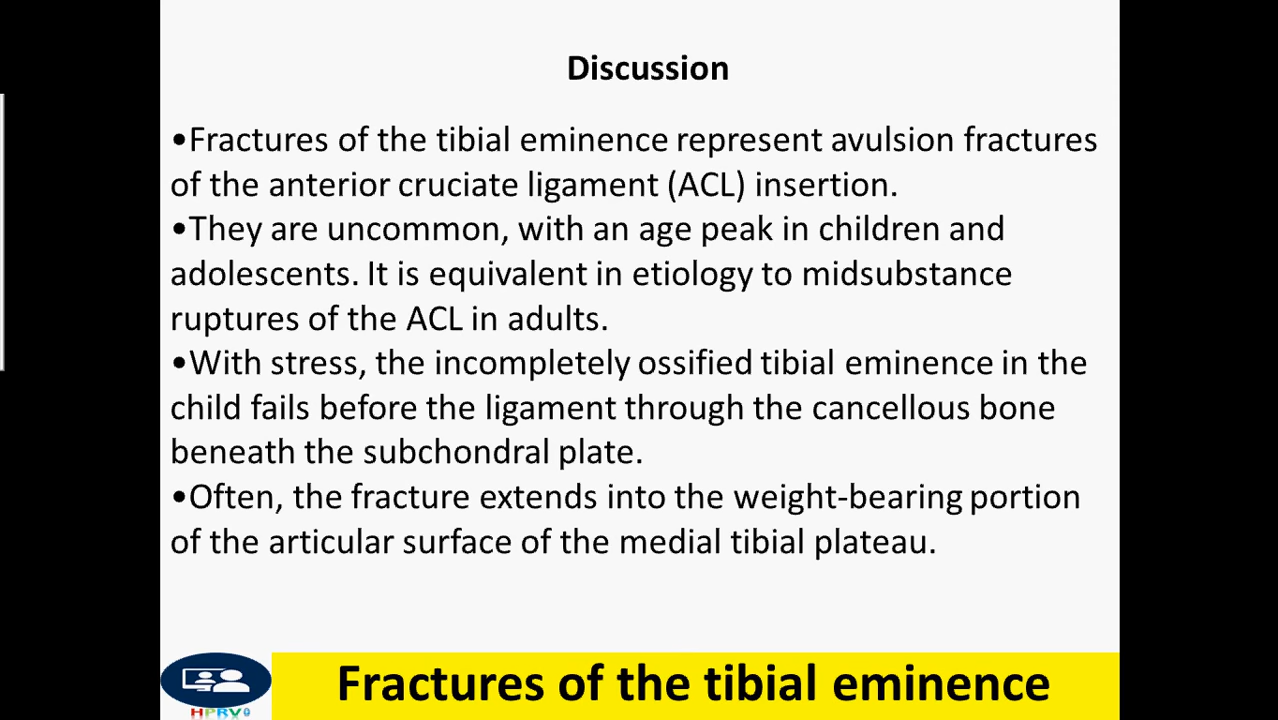 Discussion
•Fractures of the tibial eminence represent avulsion fractures
of the anterior cruciate ligament (ACL) insertion.
•They are uncommon, with an age peak in children and
adolescents. It is equivalent in etiology to midsubstance
ruptures of the ACL in adults.
•With stress, the incompletely ossified tibial eminence in the
child fails before the ligament through the cancellous bone
beneath the subchondral plate.
•Often, the fracture extends into the weight-bearing portion
of the articular surface of the medial tibial plateau.
Fractures of the tibial eminence